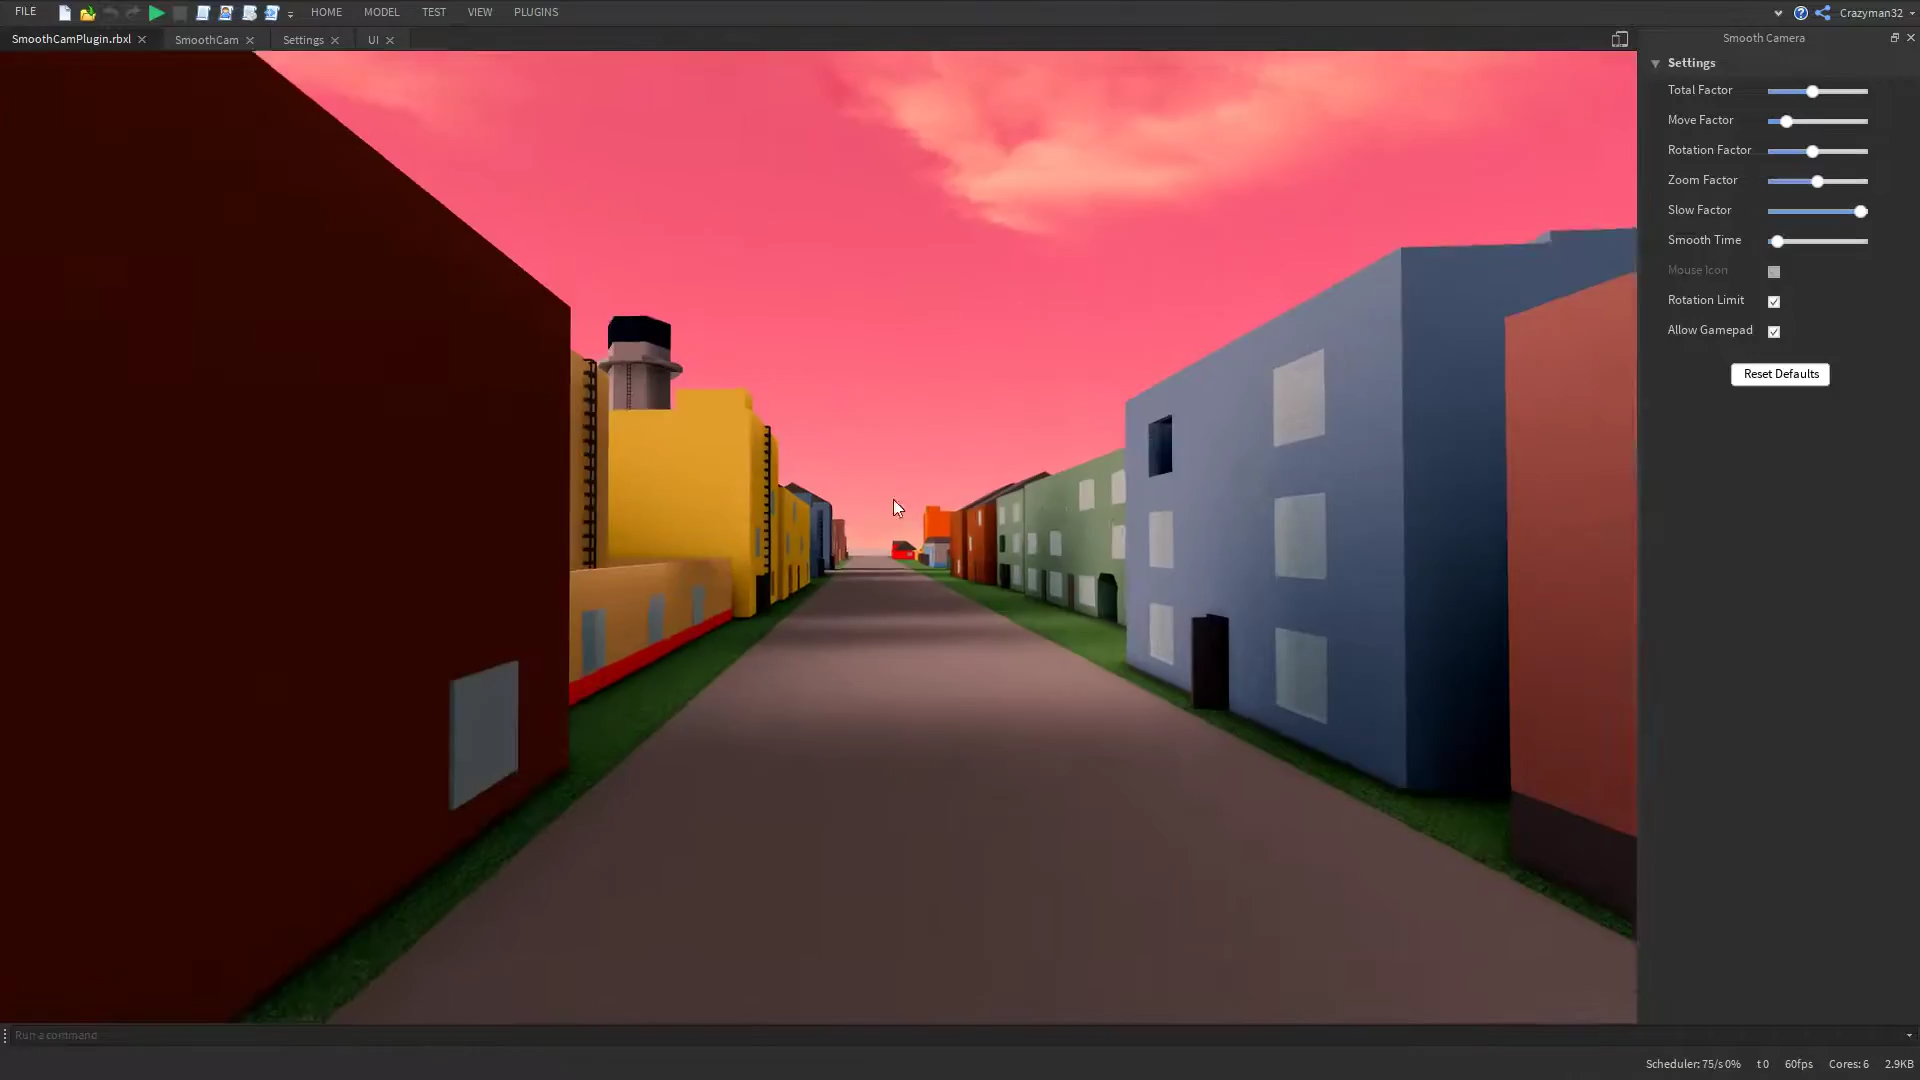 FILE HOME MODEL TEST VIEW PLUGINS Crazyman32
SmoothCamPlugin.rbxl SmoothCam Settings UI
Smooth Camera
Settings
Total Factor
Move Factor
Rotation Factor
Zoom Factor
Slow Factor
Smooth Time
Mouse Icon
Rotation Limit
Allow Gamepad
Reset Defaults
Run a command
Scheduler: 75/s 0% t 0 60fps Cores: 6 2.9KB